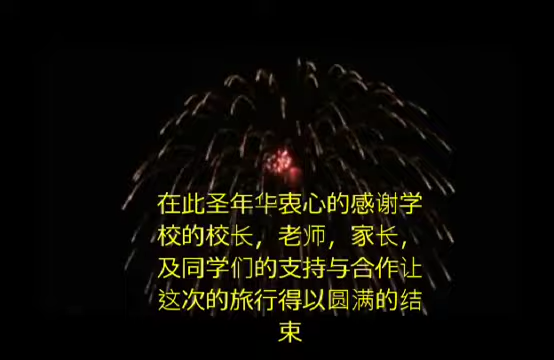 在此圣年华衷心的感谢学
校的校长，老师，家长，
及同学们的支持与合作让
这次的旅行得以圆满的结
束